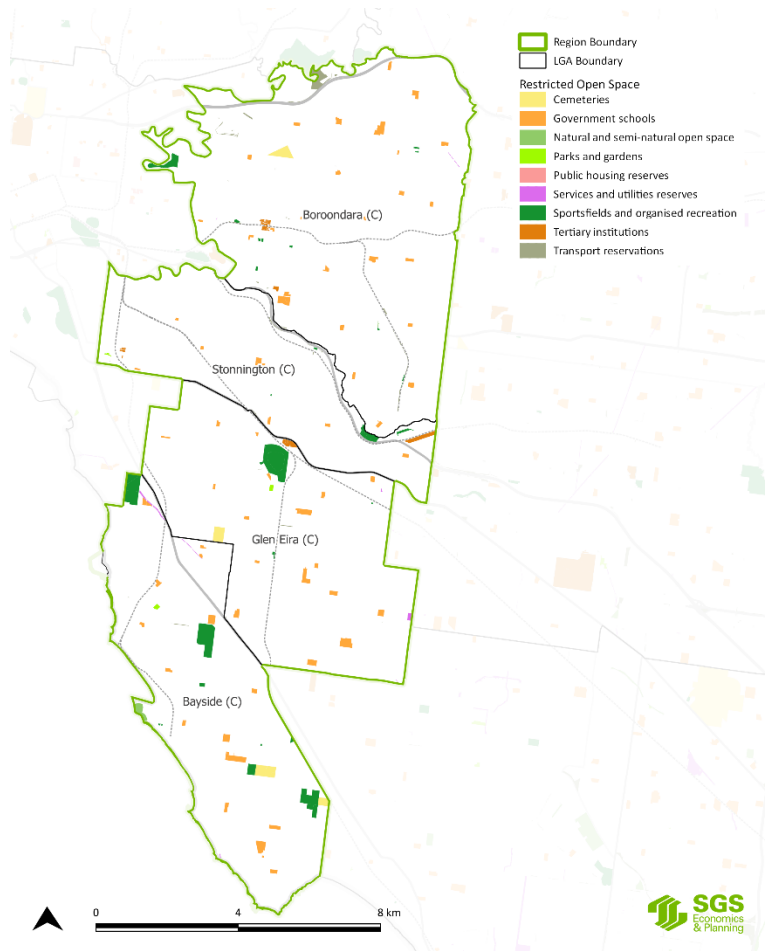 Region Boundary
LGA Boundary
Restricted Open Space
Cemeteries
Government schools
Natural and semi-natural open space
Parks and gardens
Public housing reserves
Services and utilities reserves
Sportsfields and organised recreation
Tertiary institutions
Transport reservations
Boroondara (C)
Stonnington (C)
Glen Eira (C)
Bayside (C)
0 4 8 km
SGS
Economics
& Planning